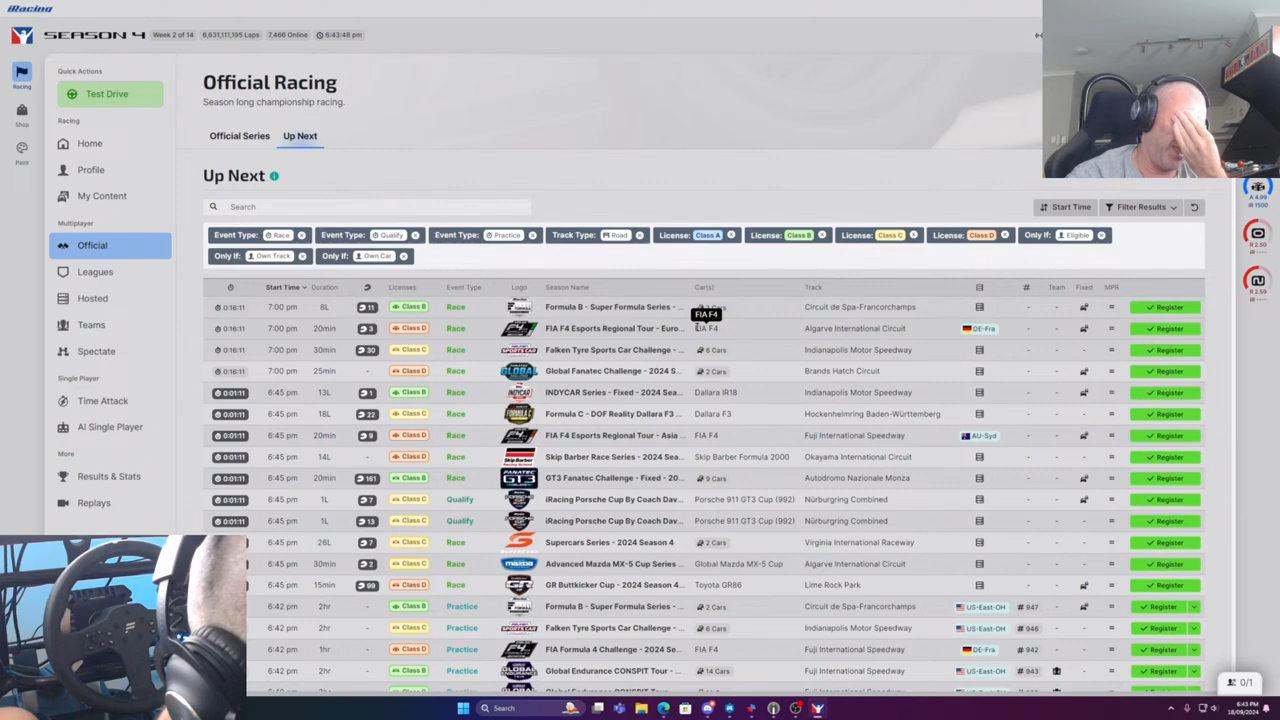 iRacing
SEASON 4 Week 2 of 14 6,631,111,195 Laps 7,466 Online 6:43:48 pm
Racing
Shop
Paint
Quick Actions
Test Drive
Racing
Home
Profile
My Content
Multiplayer
Official
Leagues
Hosted
Teams
Spectate
Single Player
Time Attack
AI Single Player
More
Results & Stats
Replays
Official Racing
Season long championship racing.
Official Series Up Next
Up Next
Search Start Time Filter Results
Event Type: Race Event Type: Qualify Event Type: Practice Track Type: Road License: Class A License: Class B License: Class C License: Class D Only If: Eligible
Only If: Own Track Only If: Own Car
Start Time Duration Licenses Event Type Logo Season Name Car(s) Track # Team Fixed MPR
0:16:11 7:00 pm 8L 11 Class B Race Formula B - Super Formula Series - ... Circuit de Spa-Francorchamps - - = Register
FIA F4
0:16:11 7:00 pm 20min 3 Class D Race FIA F4 Esports Regional Tour - Euro... FIA F4 Algarve International Circuit DE-Fra - - = Register
0:16:11 7:00 pm 30min 30 Class C Race Falken Tyre Sports Car Challenge - ... 6 Cars Indianapolis Motor Speedway - - = Register
0:16:11 7:00 pm 25min - Class D Race Global Fanatec Challenge - 2024 S... 2 Cars Brands Hatch Circuit - - = Register
0:01:11 6:45 pm 13L 1 Class B Race INDYCAR Series - Fixed - 2024 Sea... Dallara IR18 Indianapolis Motor Speedway - - = Register
0:01:11 6:45 pm 18L 22 Class C Race Formula C - DOF Reality Dallara F3 ... Dallara F3 Hockenheimring Baden-Württemberg - - = Register
0:01:11 6:45 pm 20min 9 Class D Race FIA F4 Esports Regional Tour - Asia ... FIA F4 Fuji International Speedway AU-Syd - - = Register
0:01:11 6:45 pm 14L - Class D Race Skip Barber Race Series - 2024 Sea... Skip Barber Formula 2000 Okayama International Circuit - - - = Register
0:01:11 6:45 pm 20min 161 Class B Race GT3 Fanatec Challenge - Fixed - 20... 9 Cars Autodromo Nazionale Monza - - = Register
0:01:11 6:45 pm 1L 7 Class C Qualify iRacing Porsche Cup By Coach Dav... Porsche 911 GT3 Cup (992) Nürburgring Combined - - = Register
0:01:11 6:45 pm 1L 13 Class C Qualify iRacing Porsche Cup By Coach Dav... Porsche 911 GT3 Cup (992) Nürburgring Combined - - = Register
0:01:11 6:45 pm 26L 7 Class C Race Supercars Series - 2024 Season 4 2 Cars Virginia International Raceway - - - = Register
0:01:11 6:45 pm 30min 2 Class C Race Advanced Mazda MX-5 Cup Series ... Global Mazda MX-5 Cup Algarve International Circuit - - - = Register
0:01:11 6:45 pm 15min 99 Class D Race GR Buttkicker Cup - 2024 Season 4... Toyota GR86 Lime Rock Park - - = Register
6:42 pm 2hr - Class B Practice Formula B - Super Formula Series - ... 2 Cars Circuit de Spa-Francorchamps US-East-OH # 947 - = Register
6:42 pm 2hr - Class C Practice Falken Tyre Sports Car Challenge - ... 6 Cars Indianapolis Motor Speedway US-East-OH # 946 - = Register
6:42 pm 1hr - Class D Practice FIA Formula 4 Challenge - ... FIA F4 Fuji International Speedway DE-Fra # 942 - = Register
6:42 pm 2hr - Class B Practice Global Endurance CONSPIT Tour - ... 14 Cars Fuji International Speedway US-East-OH # 943 - = Register
A 4.99
iR 1500
R 2.50
iR ----
R 2.59
iR ----
0/1
Search
6:43 PM
18/09/2024